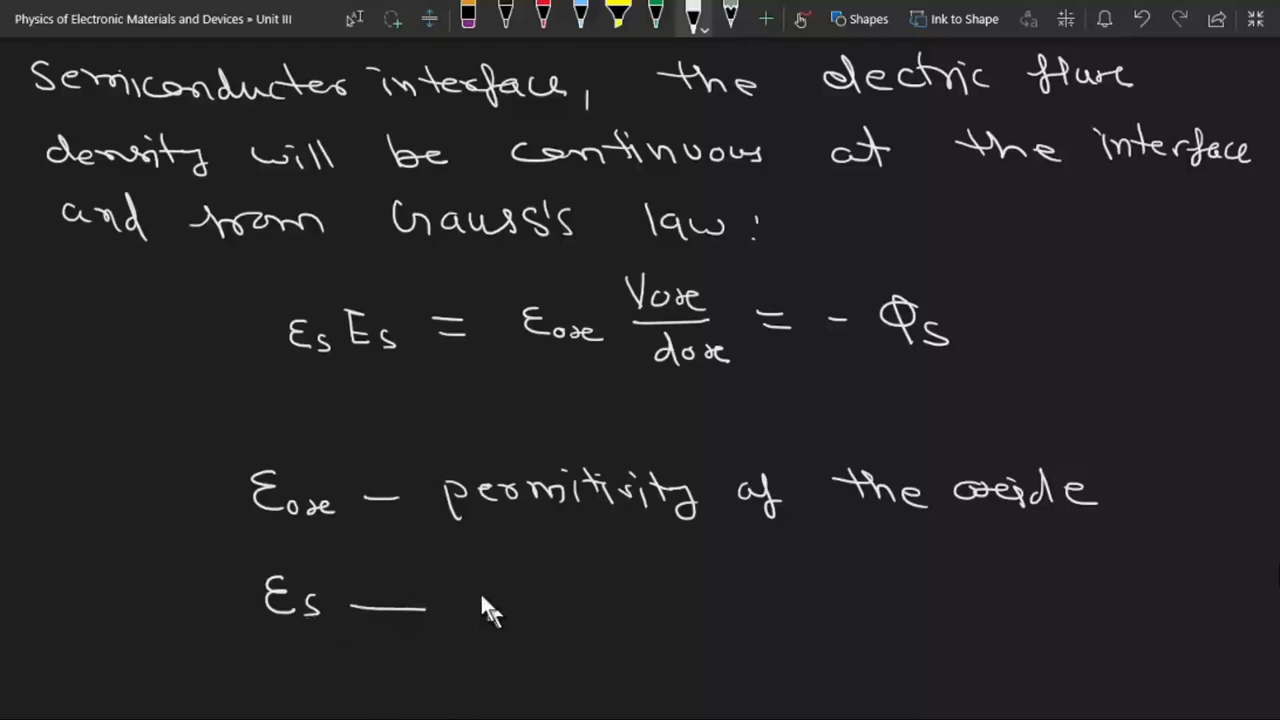 Physics of Electronic Materials and Devices » Unit III
Shapes
Ink to Shape
Semiconductor interface, the electric flux
density will be continuous at the interface
and from Gauss's law :
εs Es = εox Vox/dox = - Qs
εox – permitivity of the oxide
εs —